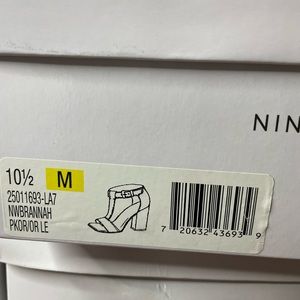 NIN
10½ M
25011693-LA7
NWBRANNAH
PKOR/OR LE
7 20632 43693 9